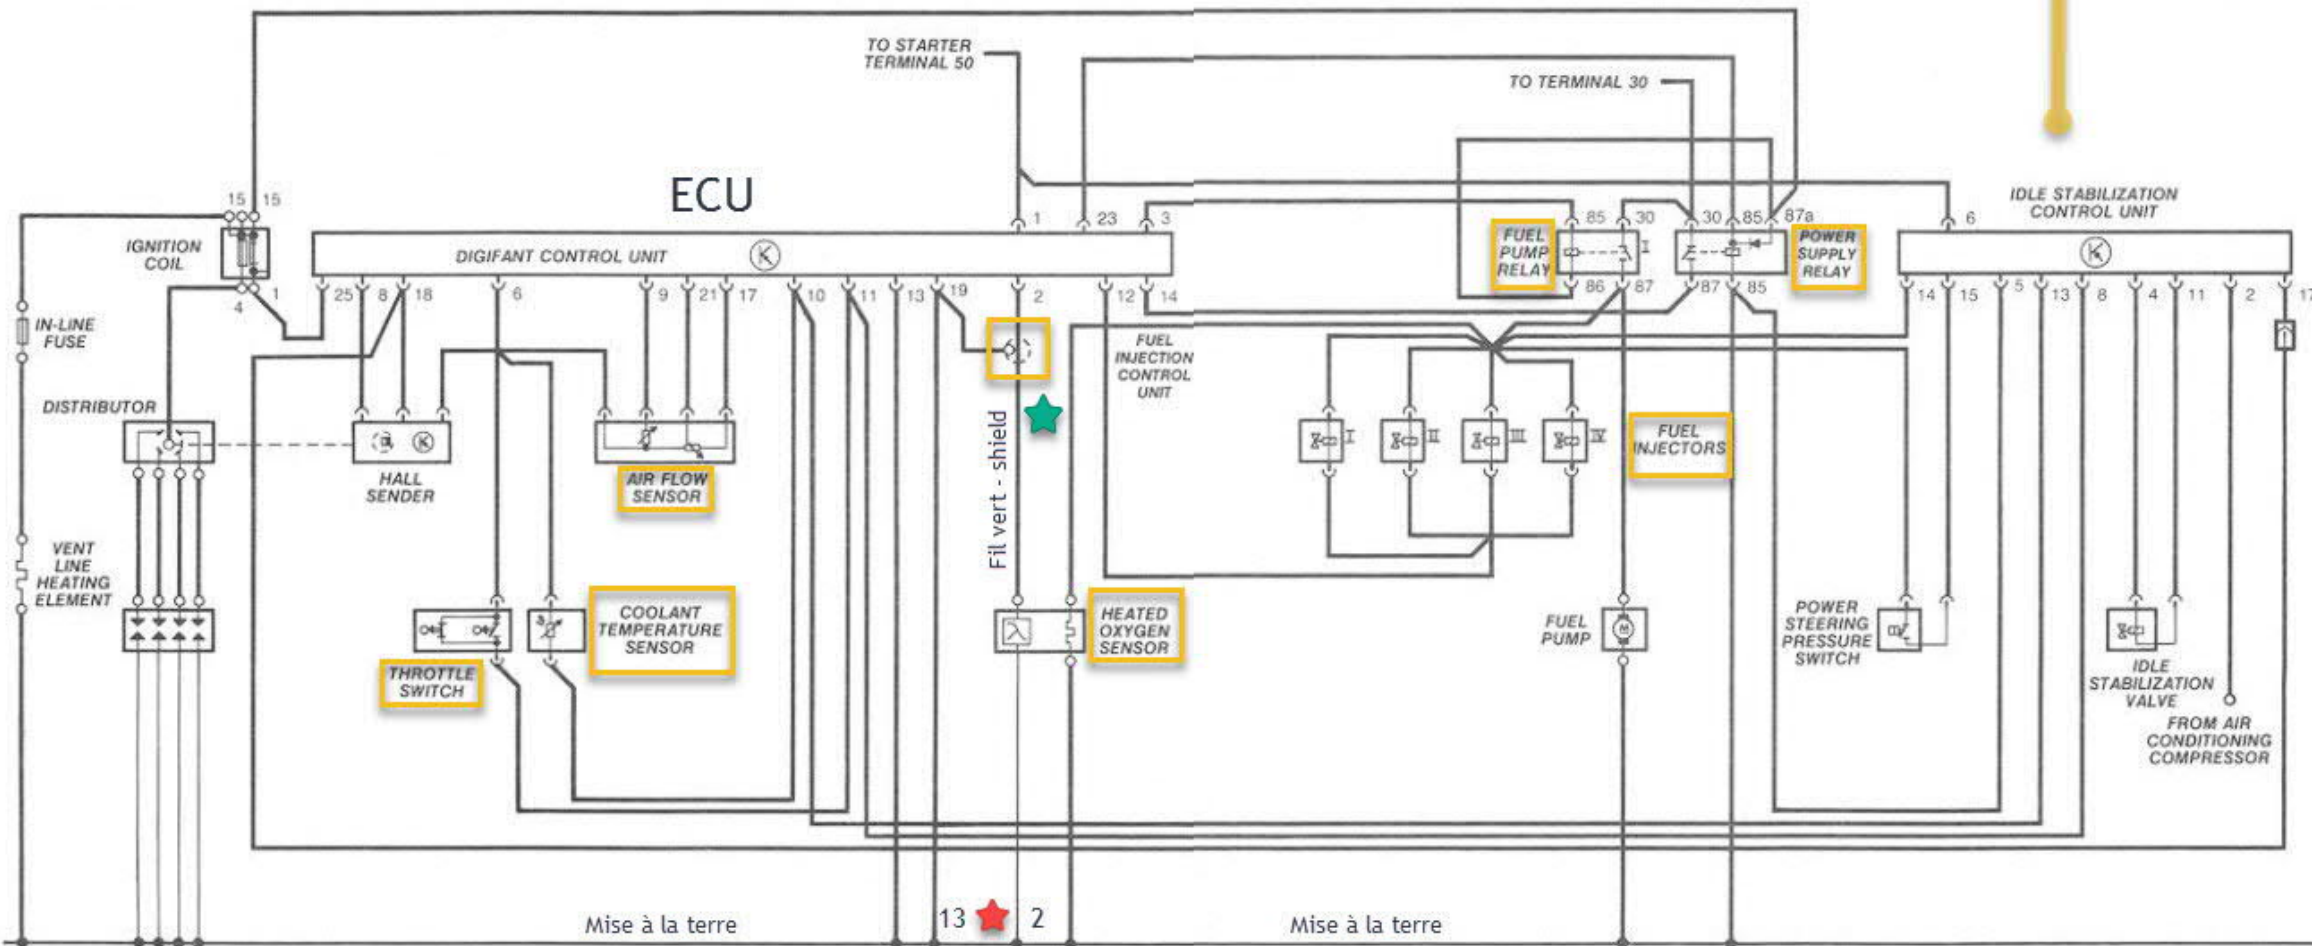 TO STARTER
TERMINAL 50
TO TERMINAL 30
ECU
15 15
IGNITION
COIL
4 1
DIGIFANT CONTROL UNIT
1 23 3
25 8 18 6 9 21 17 10 11 13 19 2 12 14
FUEL
PUMP
RELAY
85 30
I
86 87
30 85 87a
87 85
POWER
SUPPLY
RELAY
IDLE STABILIZATION
CONTROL UNIT
6
14 15 5 13 8 4 11 2 17
IN-LINE
FUSE
DISTRIBUTOR
HALL
SENDER
AIR FLOW
SENSOR
FUEL
INJECTION
CONTROL
UNIT
Fil vert - shield
I II III IV
FUEL
INJECTORS
VENT
LINE
HEATING
ELEMENT
THROTTLE
SWITCH
COOLANT
TEMPERATURE
SENSOR
HEATED
OXYGEN
SENSOR
FUEL
PUMP
POWER
STEERING
PRESSURE
SWITCH
IDLE
STABILIZATION
VALVE
FROM AIR
CONDITIONING
COMPRESSOR
Mise à la terre
13 2
Mise à la terre